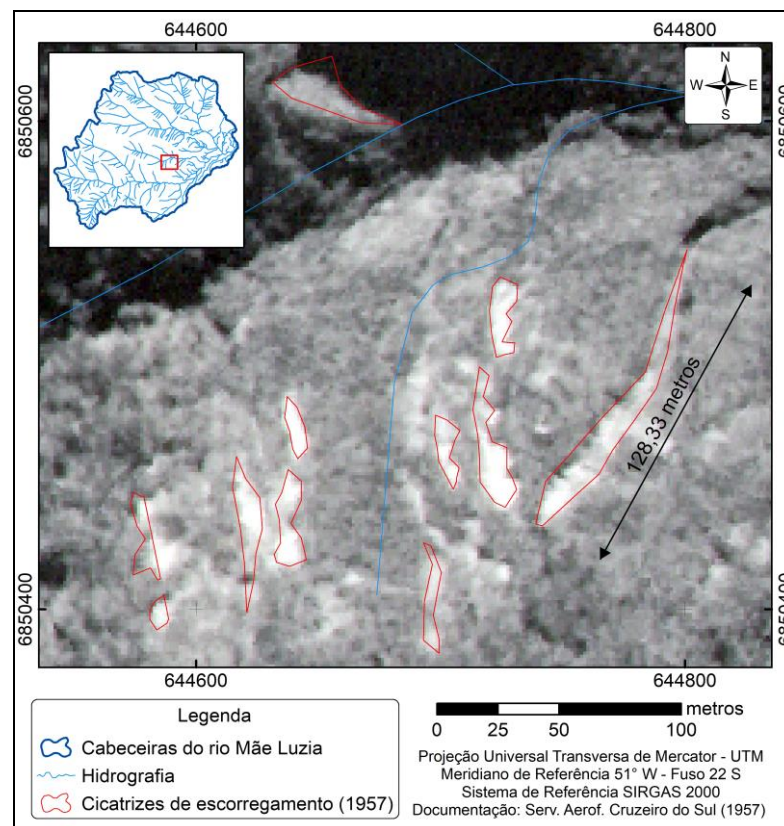 644600
644800
N
W E
S
6850600
6850600
128,33 metros
6850400
6850400
644600
644800
Legenda
Cabeceiras do rio Mãe Luzia
Hidrografia
Cicatrizes de escorregamento (1957)
metros
0 25 50 100
Projeção Universal Transversa de Mercator - UTM
Meridiano de Referência 51° W - Fuso 22 S
Sistema de Referência SIRGAS 2000
Documentação: Serv. Aerof. Cruzeiro do Sul (1957)